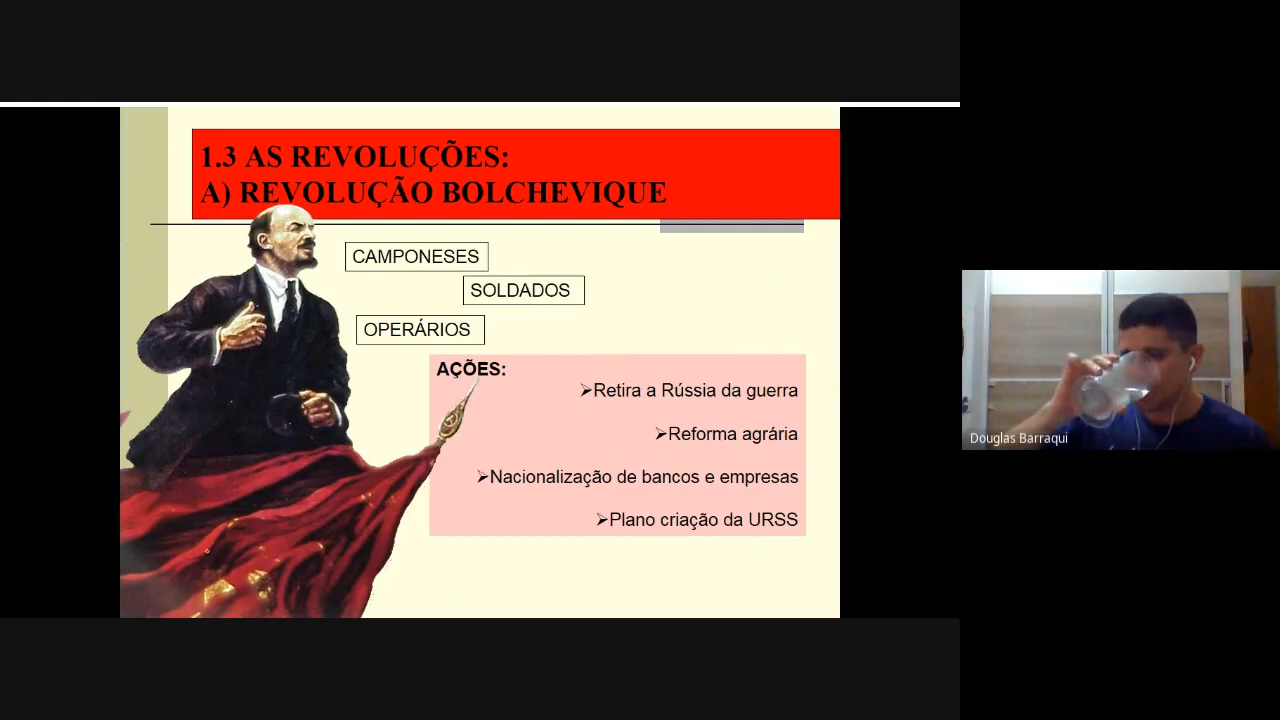 1.3 AS REVOLUÇÕES:
A) REVOLUÇÃO BOLCHEVIQUE
CAMPONESES
SOLDADOS
OPERÁRIOS
AÇÕES:
➢Retira a Rússia da guerra
➢Reforma agrária
➢Nacionalização de bancos e empresas
➢Plano criação da URSS
Douglas Barraqui